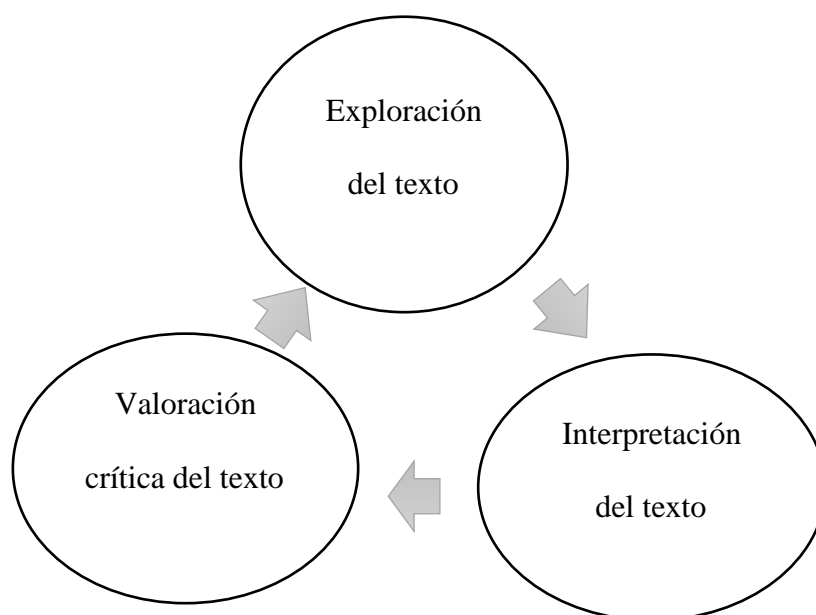 Exploración
del texto
Valoración
crítica del texto
Interpretación
del texto